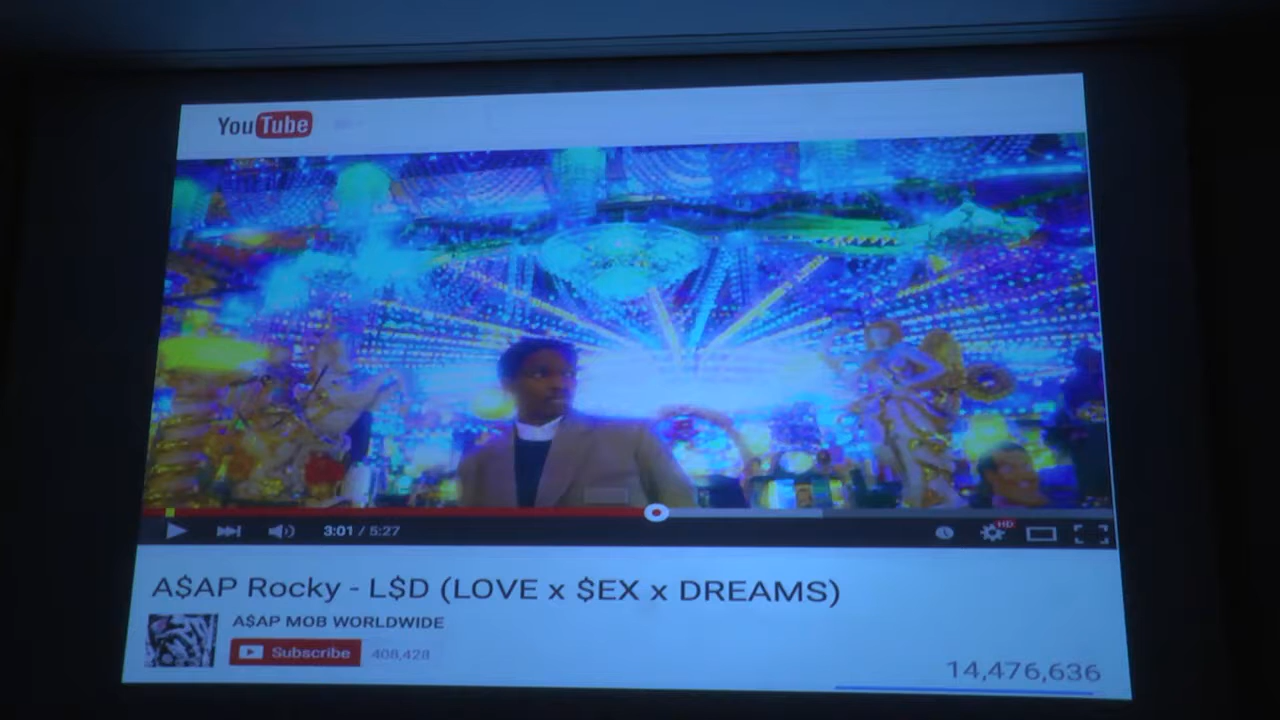 YouTube
3:01 / 5:27
HD
A$AP Rocky - L$D (LOVE x $EX x DREAMS)
A$AP MOB WORLDWIDE
Subscribe 408,428
14,476,636